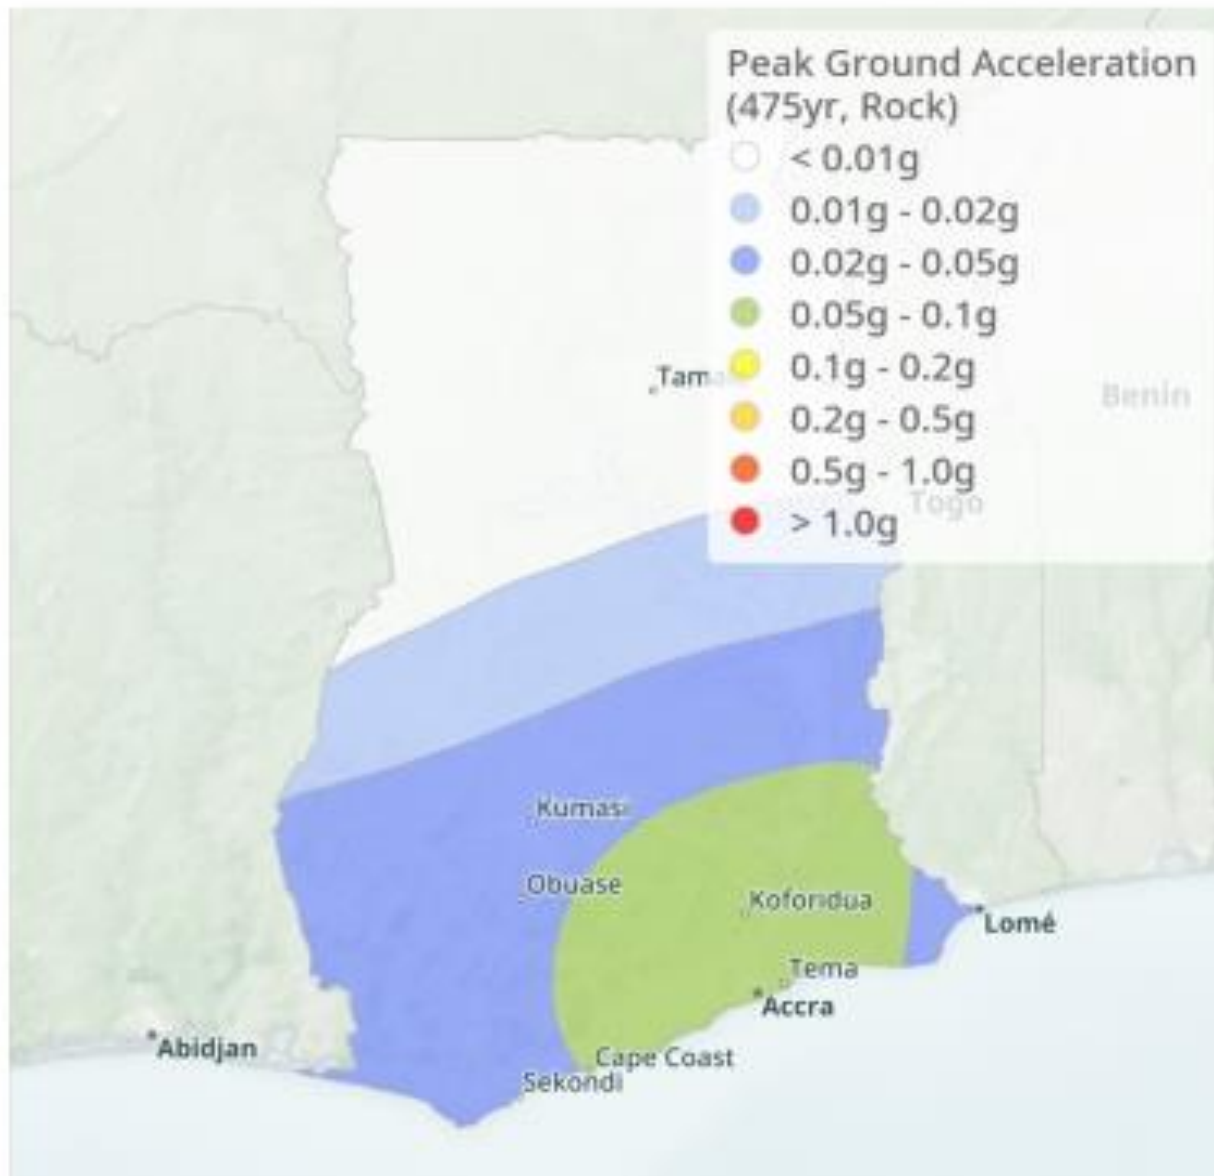 Peak Ground Acceleration
(475yr, Rock)
< 0.01g
0.01g - 0.02g
0.02g - 0.05g
0.05g - 0.1g
0.1g - 0.2g
0.2g - 0.5g
0.5g - 1.0g
> 1.0g
Tamale
Benin
Togo
Kumasi
Obuase
Koforidua
Lomé
Tema
Accra
Abidjan
Cape Coast
Sekondi